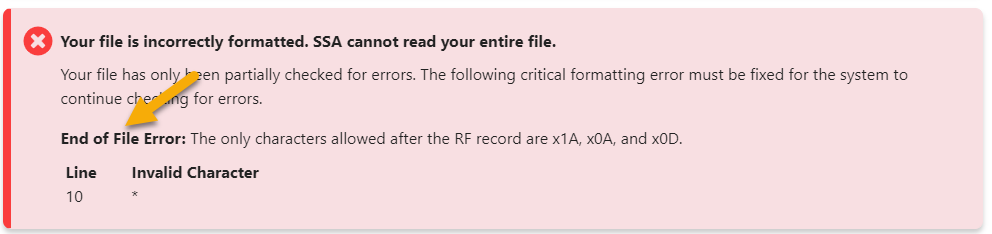 Your file is incorrectly formatted. SSA cannot read your entire file.
Your file has only been partially checked for errors. The following critical formatting error must be fixed for the system to
continue checking for errors.
End of File Error: The only characters allowed after the RF record are x1A, x0A, and x0D.
Line Invalid Character
10 *